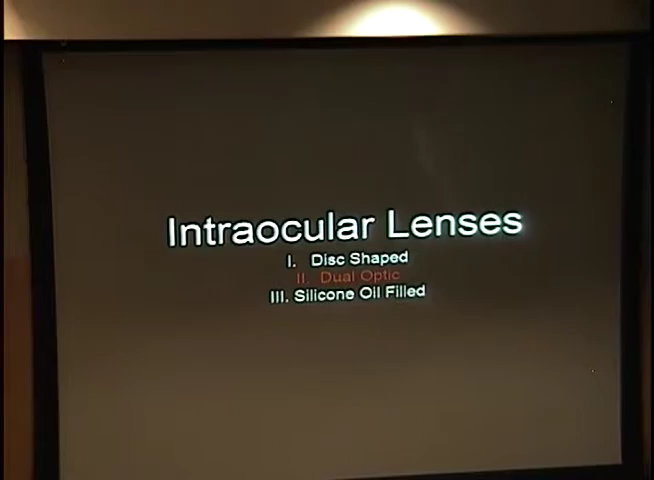 Intraocular Lenses
I. Disc Shaped
II. Dual Optic
III. Silicone Oil Filled